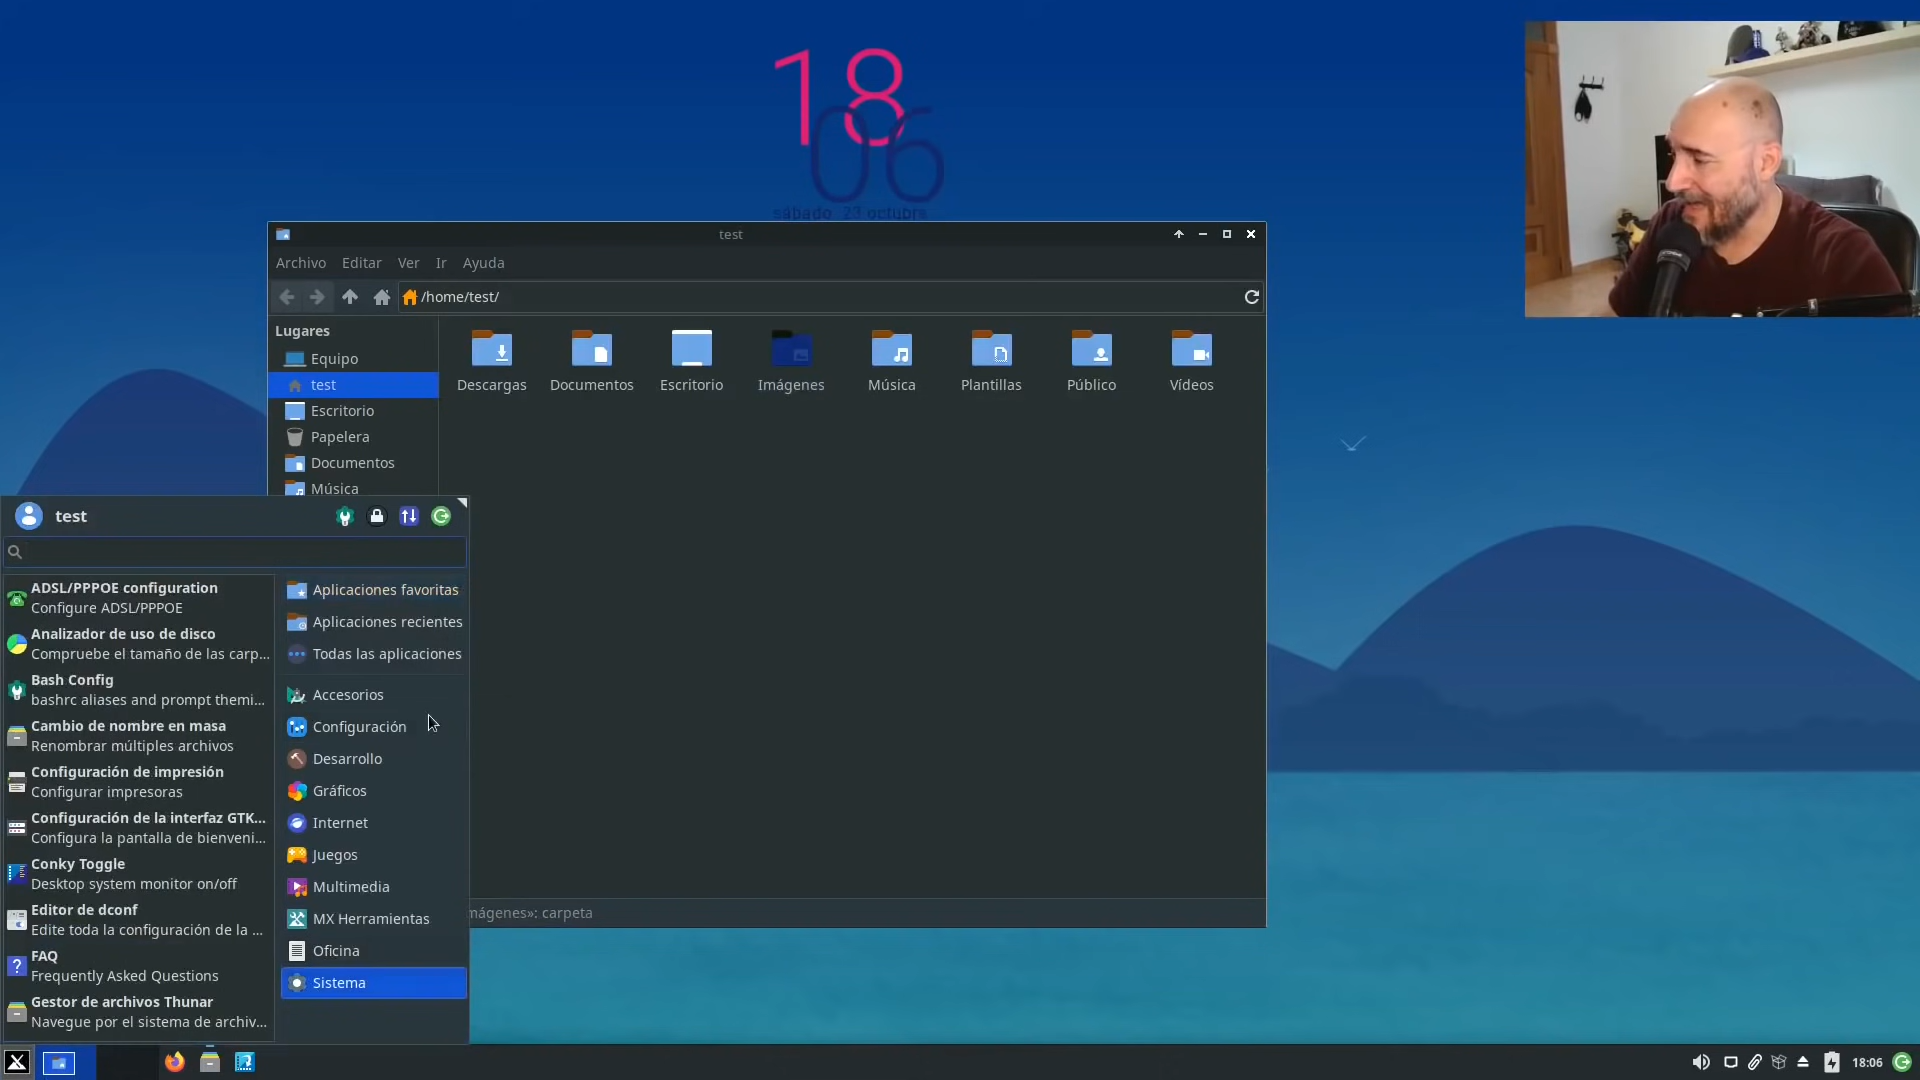 18
06
sábado, 23 octubre
test
Archivo Editar Ver Ir Ayuda
/home/test/
Lugares
Equipo
test
Escritorio
Papelera
Documentos
Música
Descargas Documentos Escritorio Imágenes Música Plantillas Público Vídeos
test
ADSL/PPPOE configuration
Configure ADSL/PPPOE
Analizador de uso de disco
Compruebe el tamaño de las carp...
Bash Config
bashrc aliases and prompt themi...
Cambio de nombre en masa
Renombrar múltiples archivos
Configuración de impresión
Configurar impresoras
Configuración de la interfaz GTK...
Configura la pantalla de bienveni...
Conky Toggle
Desktop system monitor on/off
Editor de dconf
Edite toda la configuración de la ...
FAQ
Frequently Asked Questions
Gestor de archivos Thunar
Navegue por el sistema de archiv...
Aplicaciones favoritas
Aplicaciones recientes
Todas las aplicaciones
Accesorios
Configuración
Desarrollo
Gráficos
Internet
Juegos
Multimedia
MX Herramientas
Oficina
Sistema
mágenes»: carpeta
18:06